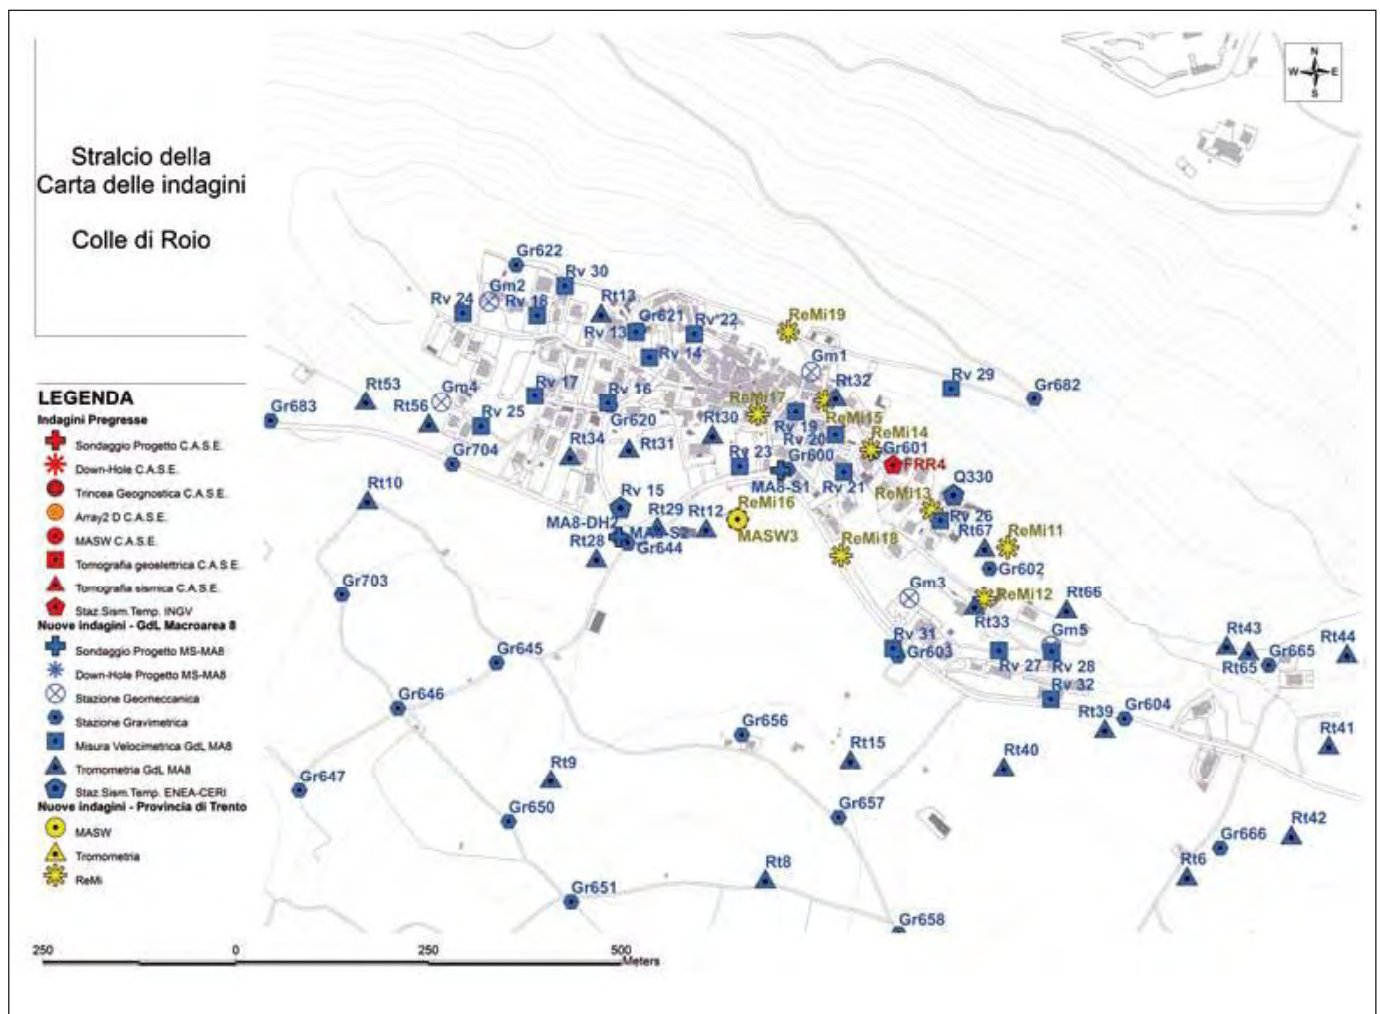 N
W E
S
Stralcio della
Carta delle indagini
Colle di Roio
LEGENDA
Indagini Pregresse
Sondaggio Progetto C.A.S.E.
Down-Hole C.A.S.E.
Trincea Geognostica C.A.S.E.
Array2 D C.A.S.E.
MASW C.A.S.E.
Tomografia geoelettrica C.A.S.E.
Tomografia sismica C.A.S.E.
Staz.Sism.Temp. INGV
Nuove indagini - GdL Macroarea 8
Sondaggio Progetto MS-MA8
Down-Hole Progetto MS-MA8
Stazione Geomeccanica
Stazione Gravimetrica
Misura Velocimetrica GdL MA8
Tromometria GdL MA8
Staz.Sism.Temp. ENEA-CERI
Nuove indagini - Provincia di Trento
MASW
Tromometria
ReMi
250 0 250 500
Meters
Gr622
Rv 30
Gm2
Rv 24
Rv 18
Rt13
Rv 13
Gr621
Rv 22
ReMi19
Rv 14
Gm1
Rt53
Gm4
Rv 17
Rv 16
Rt32
Rv 29
Gr682
Gr683
Rt56
Rv 25
Gr620
Rt30
ReMi17
Rv 19
ReMi15
Rv 20
ReMi14
Gr601
Gr704
Rt34
Rt31
Rv 23
Gr600
MA8-S1
Rv 21
FRR4
Q330
Rt10
Rv 15
Rt29
Rt12
ReMi16
MASW3
ReMi13
Rv 26
MA8-DH2
MA8-S2
Gr644
Rt28
ReMi18
Rt67
ReMi11
Gr602
Gr703
Gm3
ReMi12
Rt33
Rt66
Gr645
Rv 31
Gr603
Gm5
Rv 27
Rv 28
Rt43
Rt65
Gr665
Rt44
Gr646
Rv 32
Gr604
Rt39
Gr656
Rt15
Rt40
Rt41
Gr647
Rt9
Gr650
Gr657
Rt42
Gr666
Rt6
Rt8
Gr651
Gr658